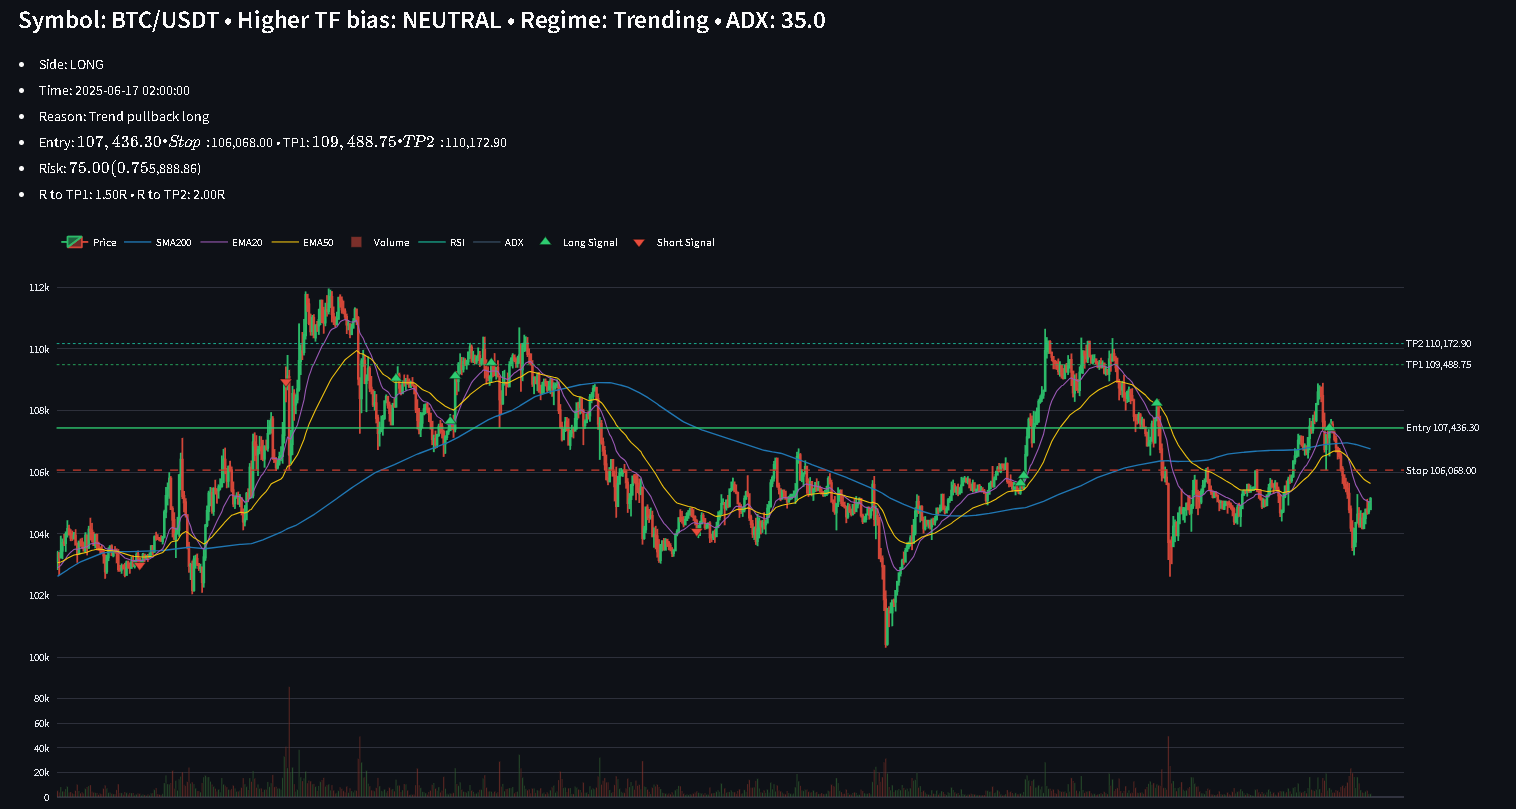 Symbol: BTC/USDT • Higher TF bias: NEUTRAL • Regime: Trending • ADX: 35.0
• Side: LONG
• Time: 2025-06-17 02:00:00
• Reason: Trend pullback long
• Entry: 107,436.30•Stop :106,068.00 • TP1: 109,488.75•TP2 :110,172.90
• Risk: 75.00(0.755,888.86)
• R to TP1: 1.50R • R to TP2: 2.00R
Price SMA200 EMA20 EMA50 Volume RSI ADX Long Signal Short Signal
112k
110k
108k
106k
104k
102k
100k
80k
60k
40k
20k
0
TP2 110,172.90
TP1 109,488.75
Entry 107,436.30
Stop 106,068.00